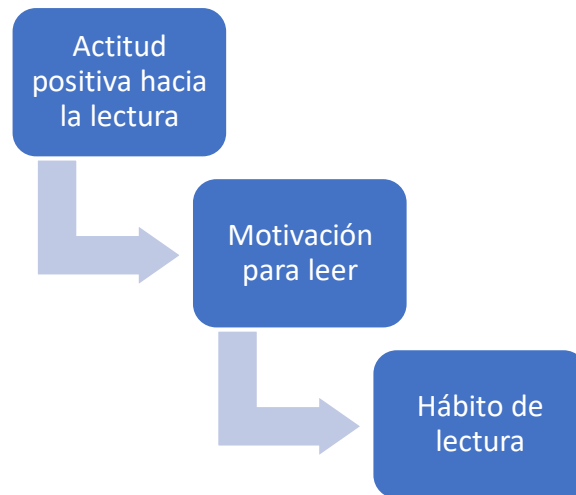 Actitud
positiva hacia
la lectura
Motivación
para leer
Hábito de
lectura